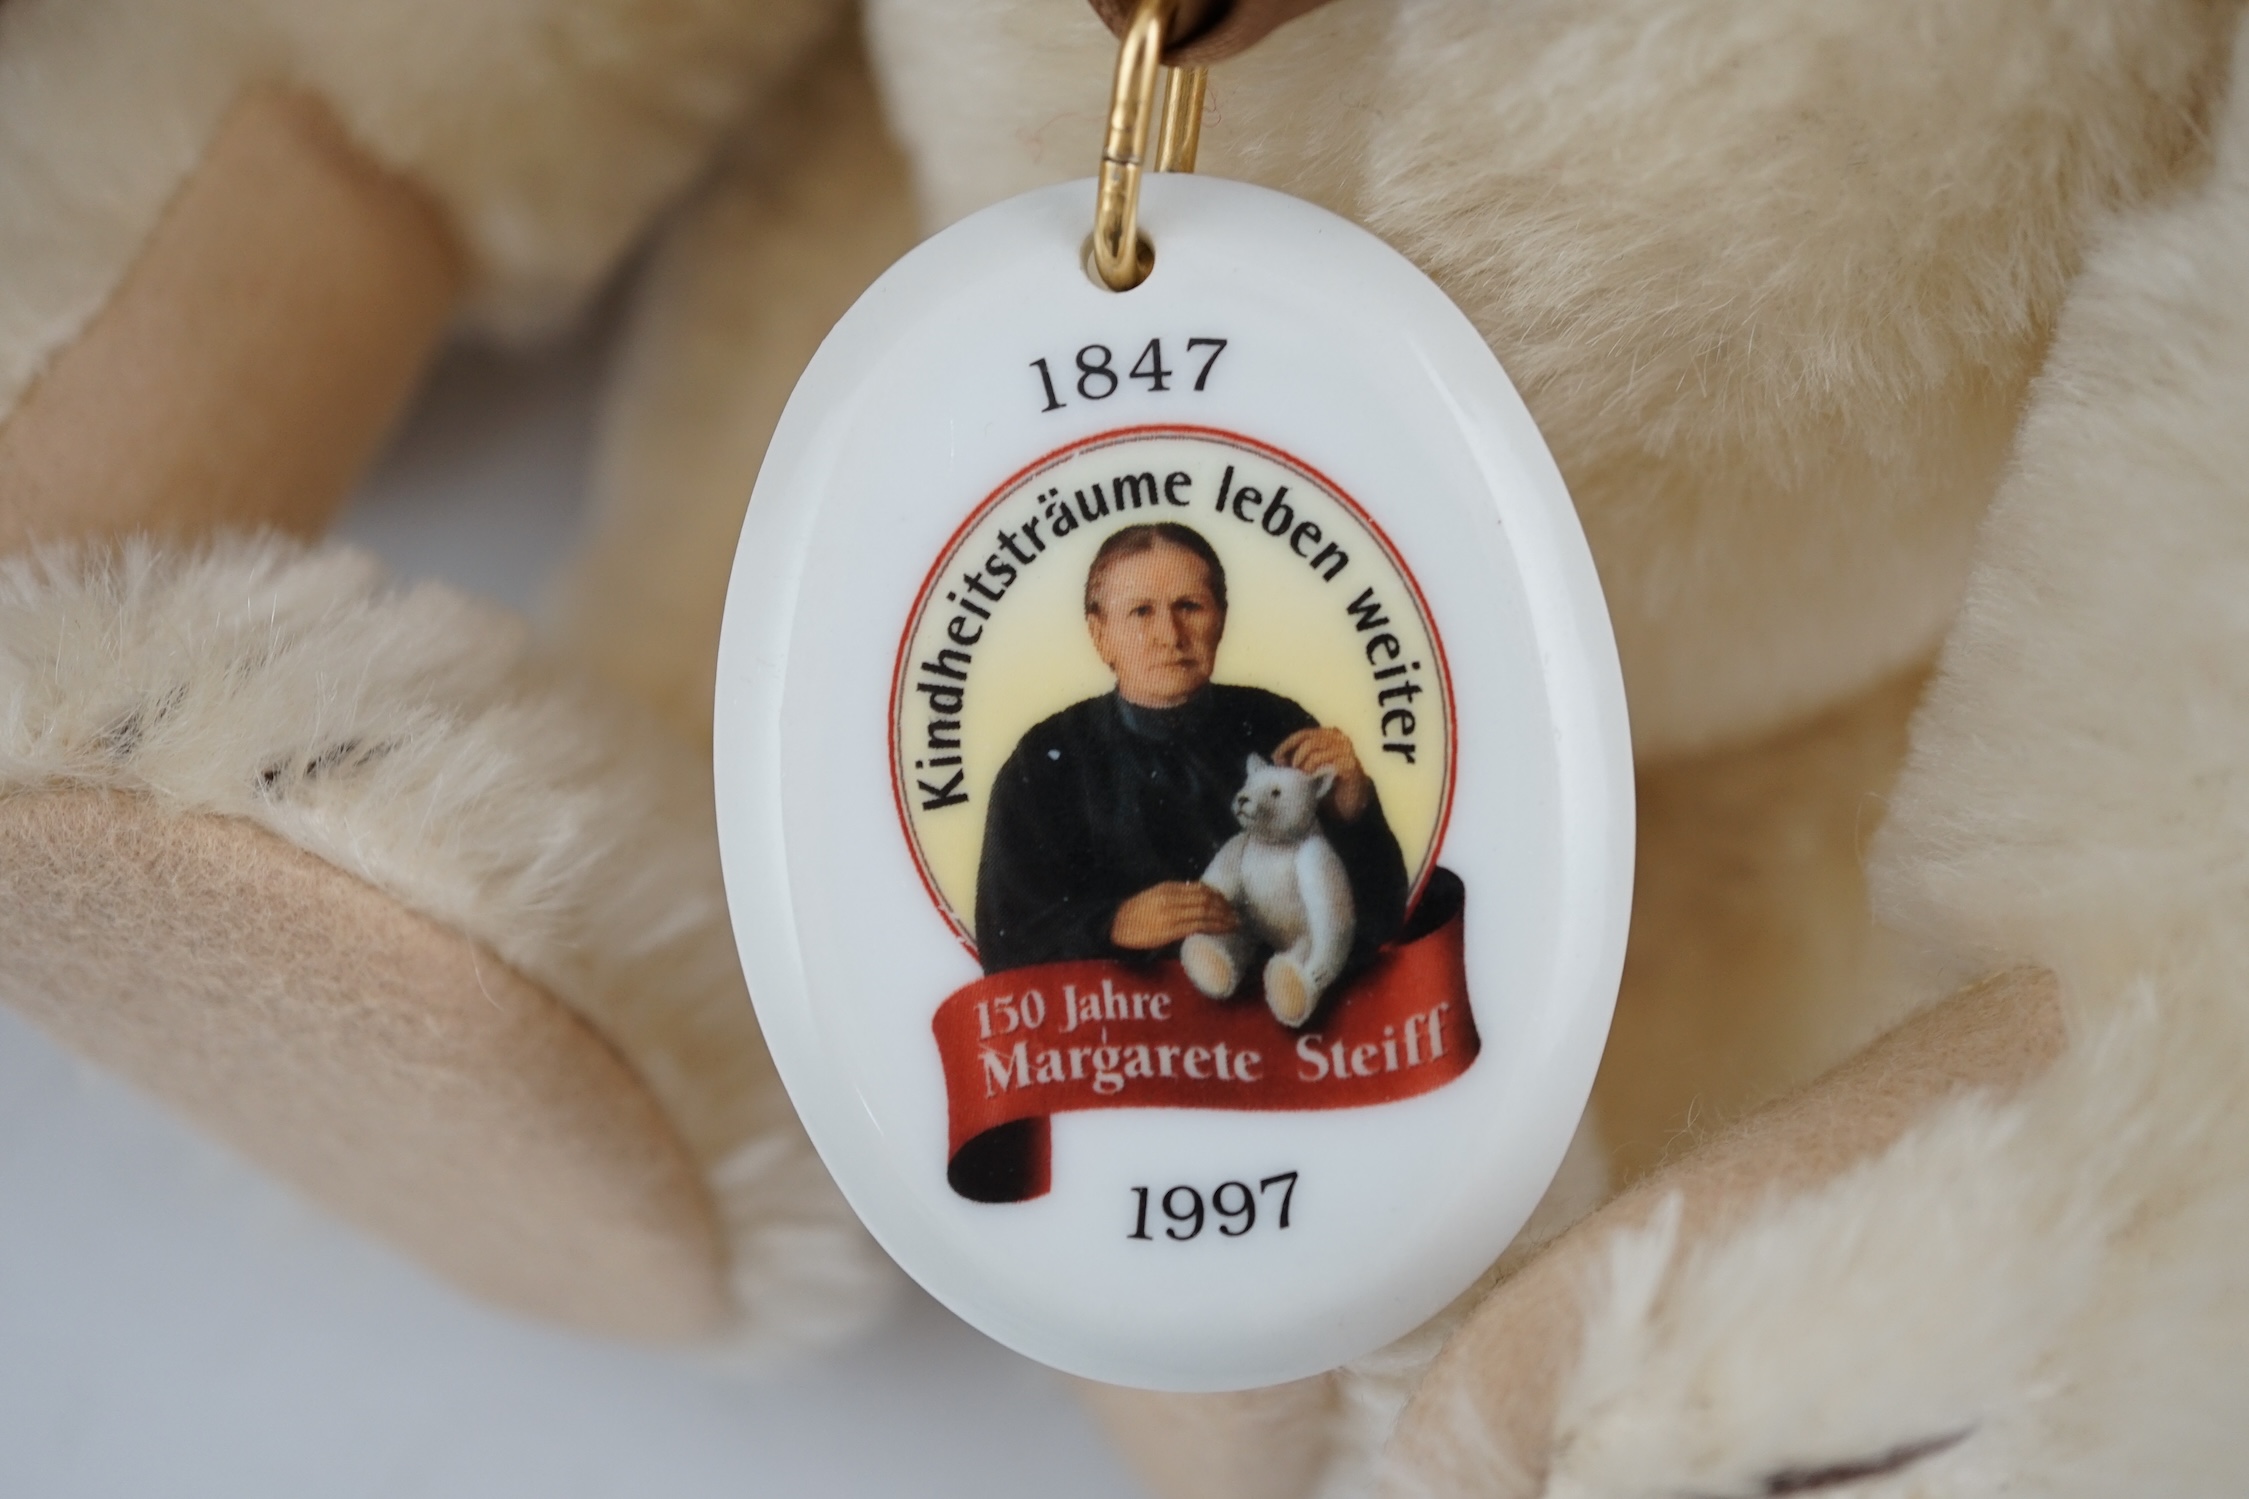 1847
Kindheitsträume leben weiter
150 Jahre
Margarete Steiff
1997